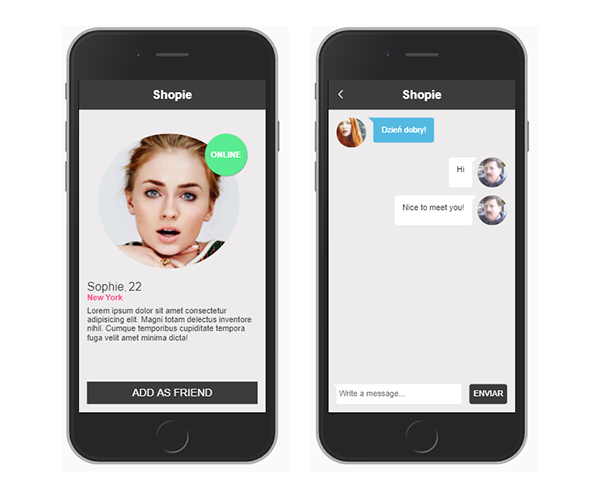 Shopie
ONLINE
Sophie, 22
New York
Lorem ipsum dolor sit amet consectetur
adipisicing elit. Magni totam delectus inventore
nihil. Cumque temporibus cupiditate tempora
fuga velit amet minima dicta!
ADD AS FRIEND
Shopie
Dzień dobry!
Hi
Nice to meet you!
Write a message...
ENVIAR